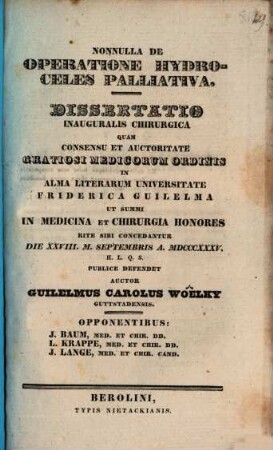 NONNULLA DE
OPERATIONE HYDRO-
CELES PALLIATIVA.
DISSERTATIO
INAUGURALIS CHIRURGICA
QUAM
CONSENSU ET AUCTORITATE
GRATIOSI MEDICORUM ORDINIS
IN
ALMA LITERARUM UNIVERSITATE
FRIDERICA GUILELMA
UT SUMMI
IN MEDICINA ET CHIRURGIA HONORES
RITE SIBI CONCEDANTUR
DIE XXVIII. M. SEPTEMBRIS A. MDCCCXXXV.
H. L. Q. S.
PUBLICE DEFENDET
AUCTOR
GUILELMUS CAROLUS WOELKY
GUTTSTADENSIS.
OPPONENTIBUS:
J. BAUM, MED. ET CHIR. DD.
L. KRAPPE, MED. ET CHIR. DD.
J. LANGE, MED. ET CHIR. CAND.
BEROLINI,
TYPIS NIETACKIANIS.